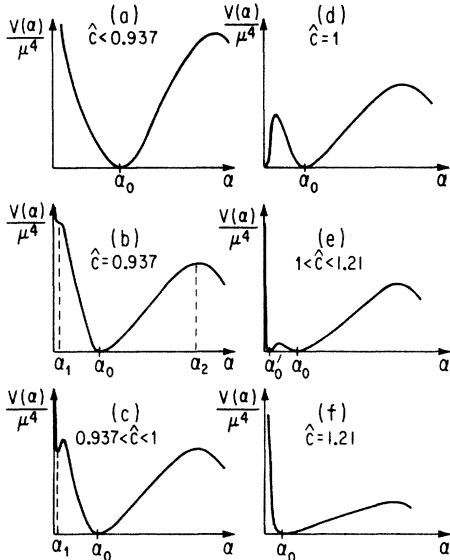 V(α)/μ⁴
(a)
ĉ<0.937
α₀
α
V(α)/μ⁴
(b)
ĉ=0.937
α₁
α₀
α₂
α
V(α)/μ⁴
(c)
0.937<ĉ<1
α₁
α₀
α
V(α)/μ⁴
(d)
ĉ=1
α₀
α
V(α)/μ⁴
(e)
1<ĉ<1.21
α₀′
α₀
α
V(α)/μ⁴
(f)
ĉ=1.21
α₀
α